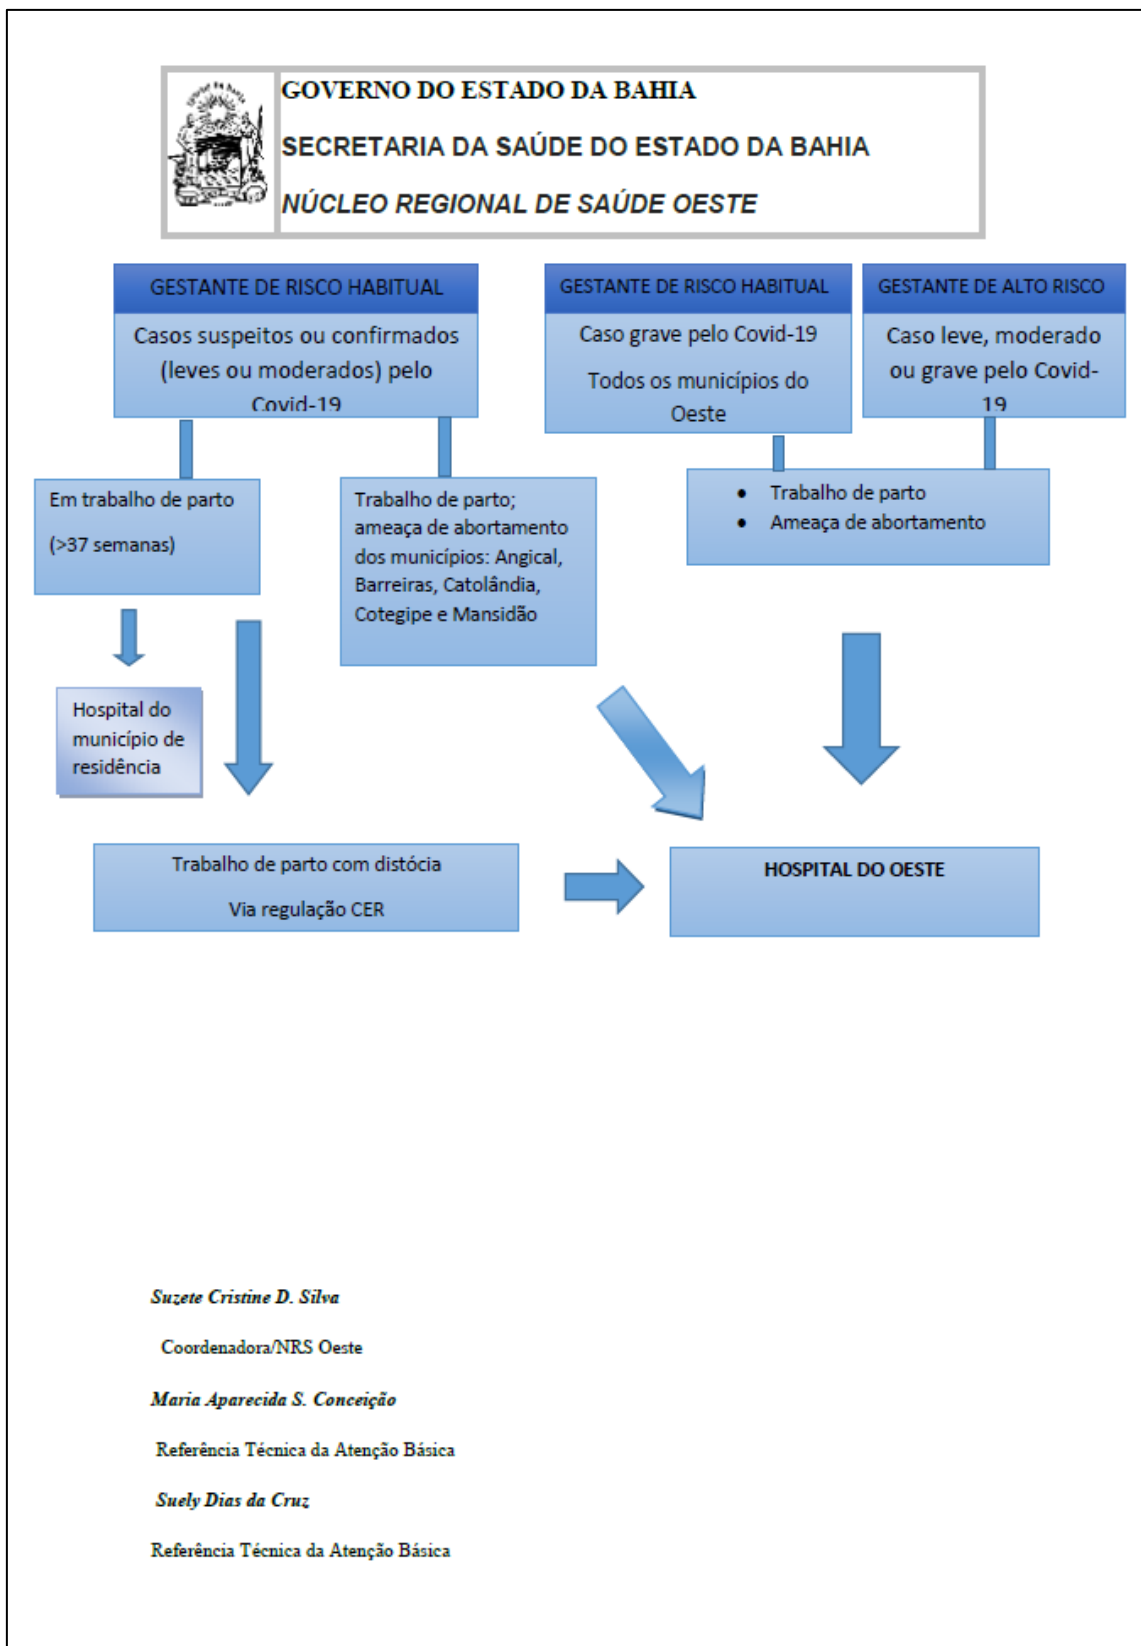 GOVERNO DO ESTADO DA BAHIA
SECRETARIA DA SAÚDE DO ESTADO DA BAHIA
NÚCLEO REGIONAL DE SAÚDE OESTE
GESTANTE DE RISCO HABITUAL
Casos suspeitos ou confirmados
(leves ou moderados) pelo
Covid-19
GESTANTE DE RISCO HABITUAL
Caso grave pelo Covid-19
Todos os municípios do
Oeste
GESTANTE DE ALTO RISCO
Caso leve, moderado
ou grave pelo Covid-
19
Em trabalho de parto
(>37 semanas)
Trabalho de parto;
ameaça de abortamento
dos municípios: Angical,
Barreiras, Catolândia,
Cotegipe e Mansidão
• Trabalho de parto
• Ameaça de abortamento
Hospital do
município de
residência
Trabalho de parto com distócia
Via regulação CER
HOSPITAL DO OESTE
Suzete Cristine D. Silva
Coordenadora/NRS Oeste
Maria Aparecida S. Conceição
Referência Técnica da Atenção Básica
Suely Dias da Cruz
Referência Técnica da Atenção Básica